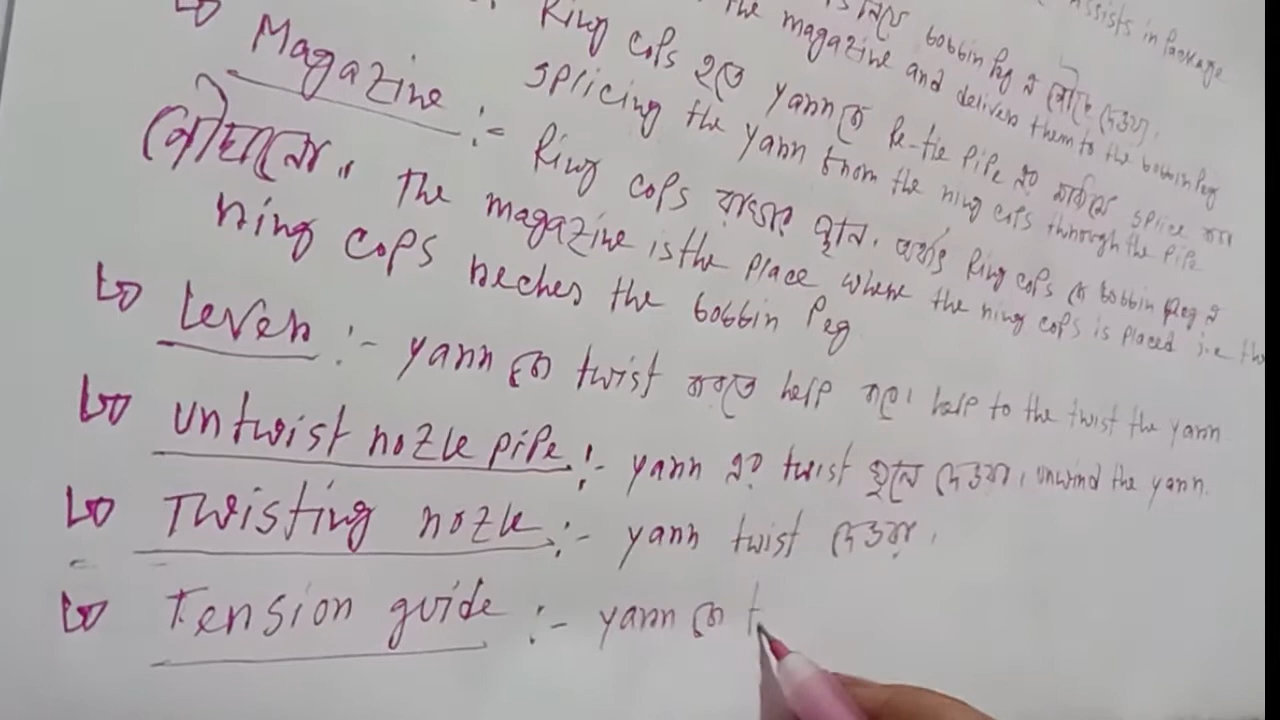 assists in Package
bobbin Peg এ পৌঁছে দেওয়া।
the magazine and delivers them to the bobbin Peg
Ring cops হতে yarn কে Re-tie PiPe এর মাধ্যমে splice করা
splicing the yarn from the ring cops through the PiPe
Magazine :- Ring cops রাখার স্থান। অর্থাৎ Ring cops কে bobbin Peg এ
পৌঁছানোর। The magazine is the place where the ring cops is placed i.e the
ring cops reches the bobbin Peg
Lever :- yarn কে twist করতে help করে। help to the twist the yarn
Untwist nozle pipe :- yarn এর twist খুলে দেওয়া। unwind the yarn.
Twisting nozle :- yarn twist দেওয়া।
Tension guide :- yarn কে t